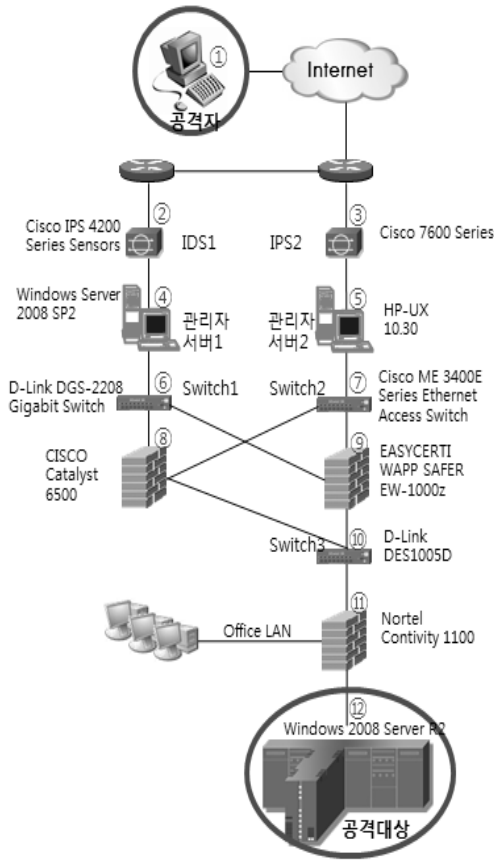 ①
Internet
공격자
②
③
Cisco IPS 4200
Series Sensors
IDS1
IPS2
Cisco 7600 Series
Windows Server
2008 SP2
④
관리자
서버1
관리자
서버2
⑤
HP-UX
10.30
D-Link DGS-2208
Gigabit Switch
⑥
Switch1
Switch2
⑦
Cisco ME 3400E
Series Ethernet
Access Switch
CISCO
Catalyst
6500
⑧
⑨
EASYCERTI
WAPP SAFER
EW-1000z
Switch3
⑩
D-Link
DES1005D
Office LAN
⑪
Nortel
Contivity 1100
⑫
Windows 2008 Server R2
공격대상